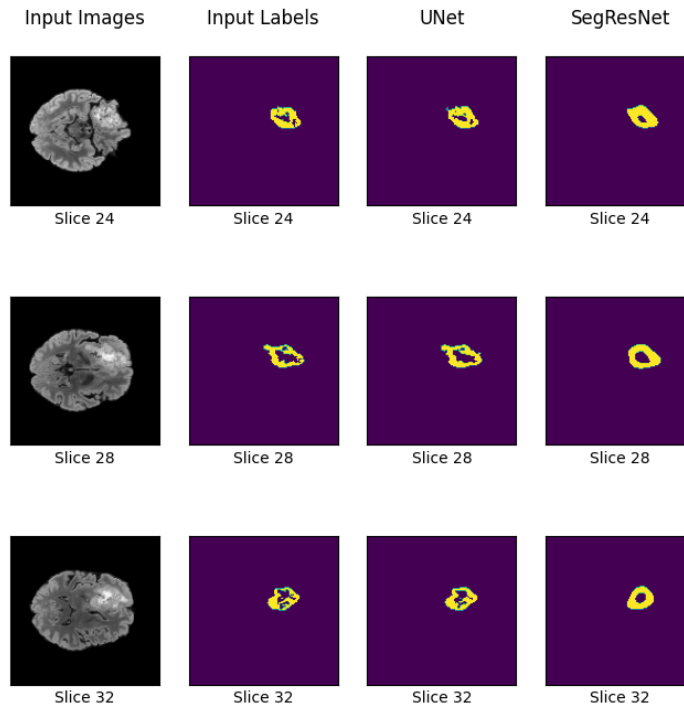 Input Images Input Labels UNet SegResNet
Slice 24 Slice 24 Slice 24 Slice 24
Slice 28 Slice 28 Slice 28 Slice 28
Slice 32 Slice 32 Slice 32 Slice 32